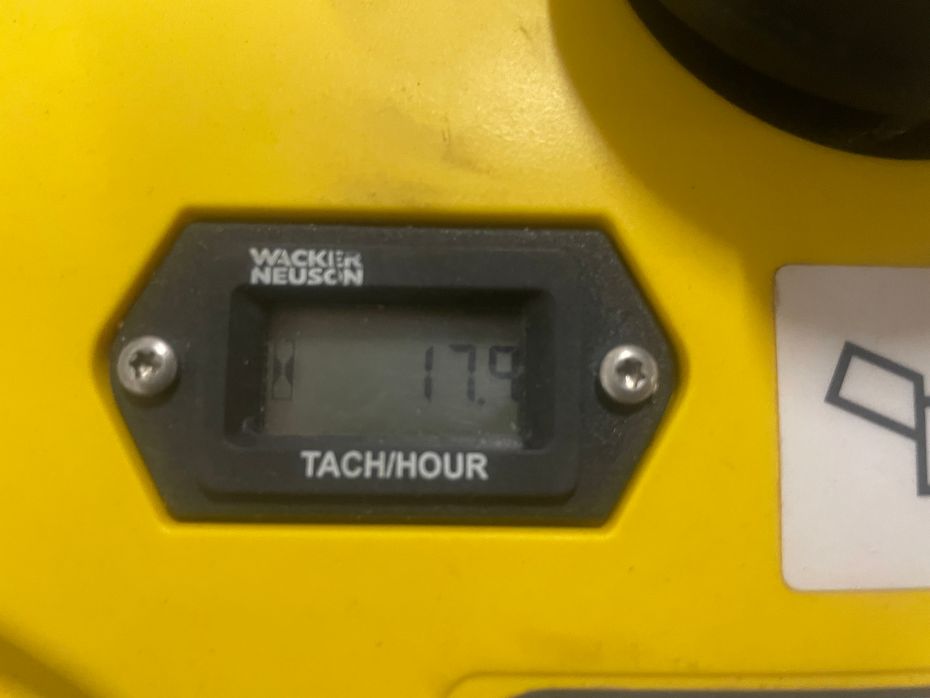 WACKER
NEUSON
17.9
TACH/HOUR